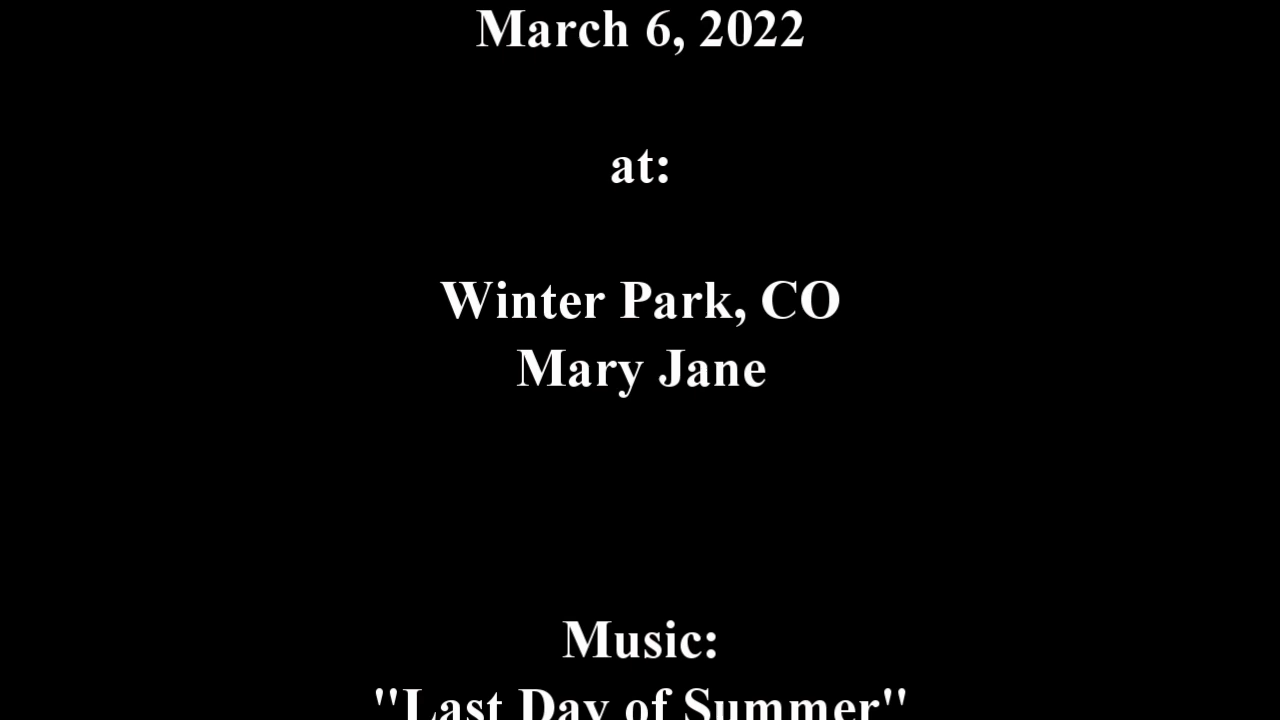 March 6, 2022
at:
Winter Park, CO
Mary Jane
Music:
"Last Day of Summer"